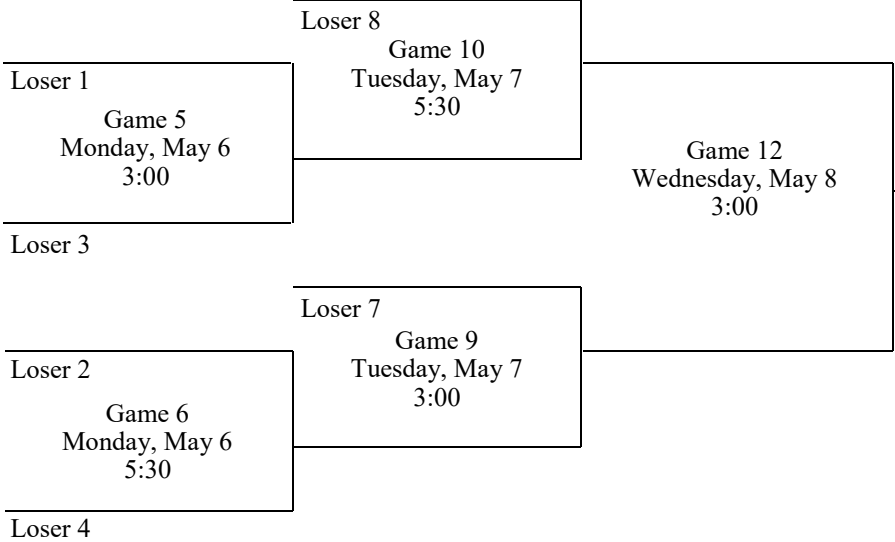 Loser 8
Game 10
Tuesday, May 7
5:30
Loser 1
Game 5
Monday, May 6
3:00
Loser 3
Game 12
Wednesday, May 8
3:00
Loser 7
Game 9
Tuesday, May 7
3:00
Loser 2
Game 6
Monday, May 6
5:30
Loser 4